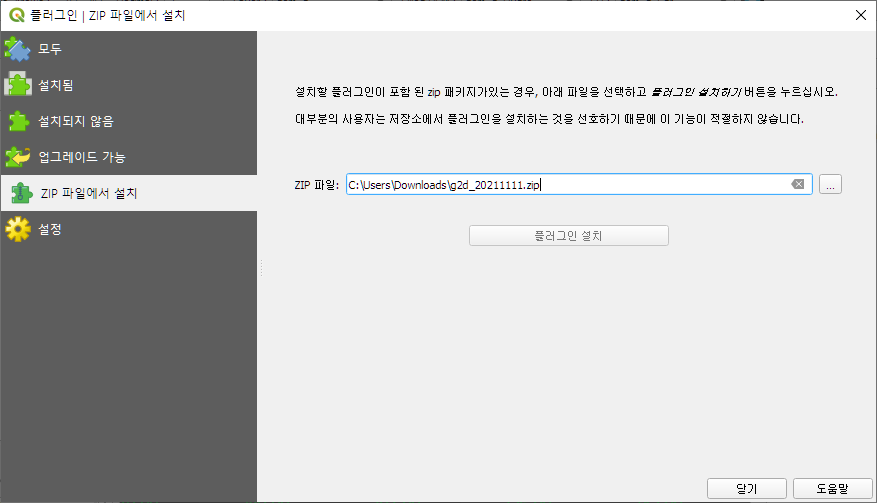 플러그인 | ZIP 파일에서 설치
모두
설치됨
설치되지 않음
업그레이드 가능
ZIP 파일에서 설치
설정
설치할 플러그인이 포함 된 zip 패키지가있는 경우, 아래 파일을 선택하고 플러그인 설치하기 버튼을 누르십시오.
대부분의 사용자는 저장소에서 플러그인을 설치하는 것을 선호하기 때문에 이 기능이 적절하지 않습니다.
ZIP 파일: C:\Users\Downloads\g2d_20211111.zip ...
플러그인 설치
닫기 도움말